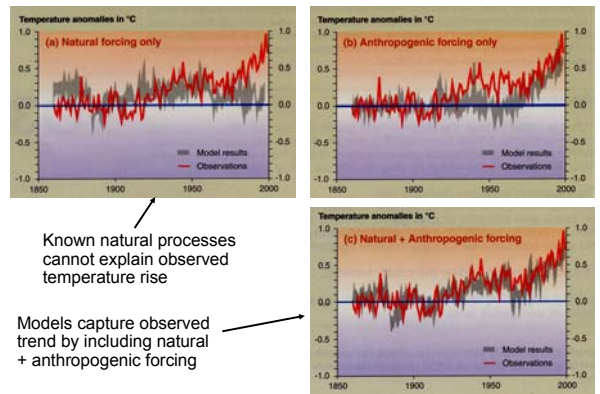 Temperature anomalies in °C
1.0
1.0
(a) Natural forcing only
0.5
0.5
0.0
0.0
-0.5
-0.5
Model results
Observations
-1.0
-1.0
1850
1900
1950
2000
Temperature anomalies in °C
1.0
1.0
(b) Anthropogenic forcing only
0.5
0.5
0.0
0.0
-0.5
-0.5
Model results
Observations
-1.0
-1.0
1850
1900
1950
2000
Known natural processes
cannot explain observed
temperature rise
Models capture observed
trend by including natural
+ anthropogenic forcing
Temperature anomalies in °C
1.0
1.0
(c) Natural + Anthropogenic forcing
0.5
0.5
0.0
0.0
-0.5
-0.5
Model results
Observations
-1.0
-1.0
1850
1900
1950
2000